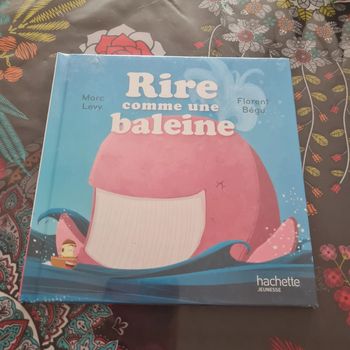 Rire
comme une
baleine
Marc
Levy
Florent
Bégu
hachette
JEUNESSE